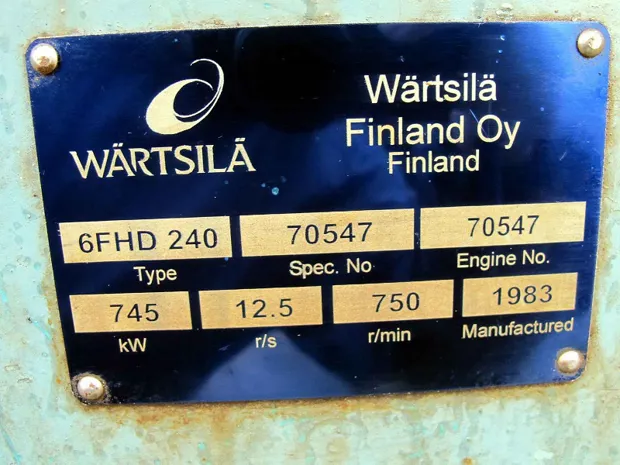 WÄRTSILÄ
Wärtsilä
Finland Oy
Finland
6FHD 240 70547 70547
Type Spec. No Engine No.
745 12.5 750 1983
kW r/s r/min Manufactured